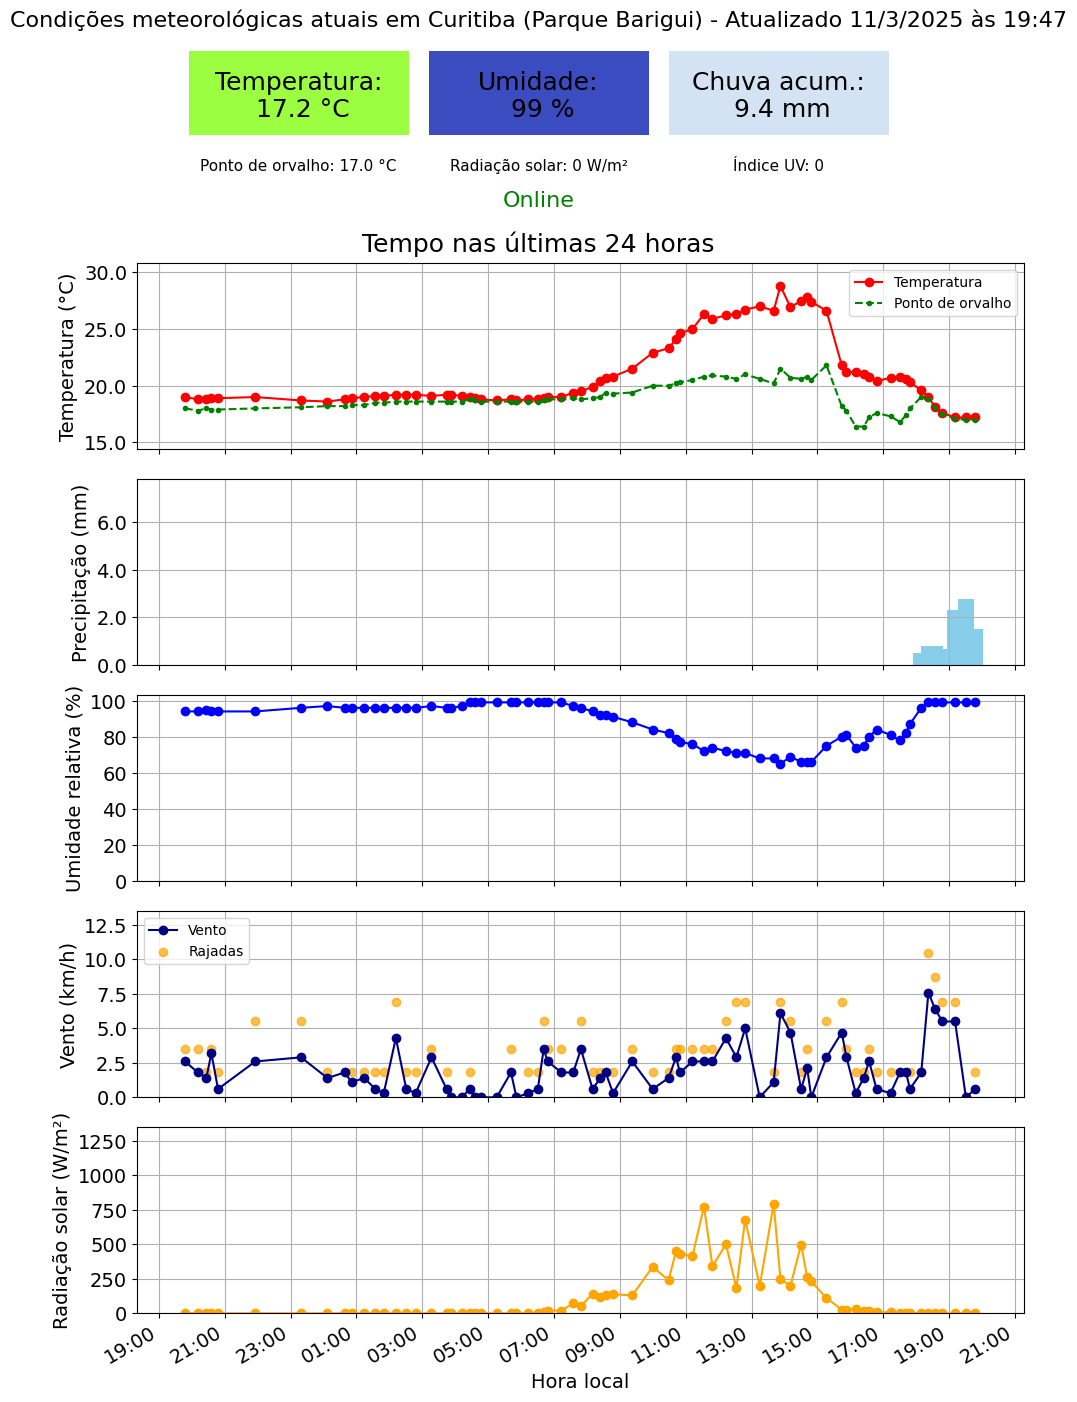 Condições meteorológicas atuais em Curitiba (Parque Barigui) - Atualizado 11/3/2025 às 19:47
Temperatura:
17.2 °C
Umidade:
99 %
Chuva acum.:
9.4 mm
Ponto de orvalho: 17.0 °C
Radiação solar: 0 W/m²
Índice UV: 0
Online
Tempo nas últimas 24 horas
Temperatura (°C)
30.0
25.0
20.0
15.0
Temperatura
Ponto de orvalho
Precipitação (mm)
6.0
4.0
2.0
0.0
Umidade relativa (%)
100
80
60
40
20
0
Vento (km/h)
12.5
10.0
7.5
5.0
2.5
0.0
Vento
Rajadas
Radiação solar (W/m²)
1250
1000
750
500
250
0
19:00
21:00
23:00
01:00
03:00
05:00
07:00
09:00
11:00
13:00
15:00
17:00
19:00
21:00
Hora local